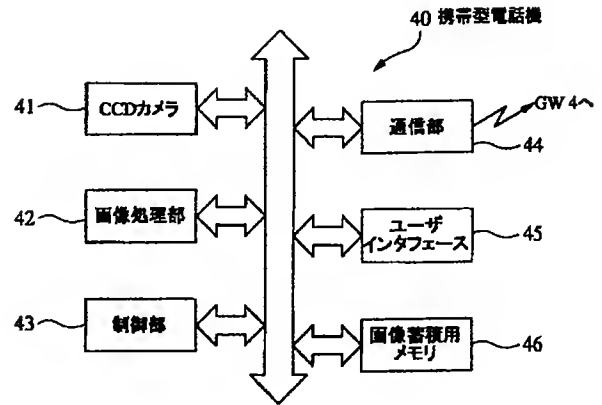 40 携帯型電話機
41
CCDカメラ
通信部
GW 4へ
44
42
画像処理部
ユーザ
インタフェース
45
43
制御部
画像蓄積用
メモリ
46